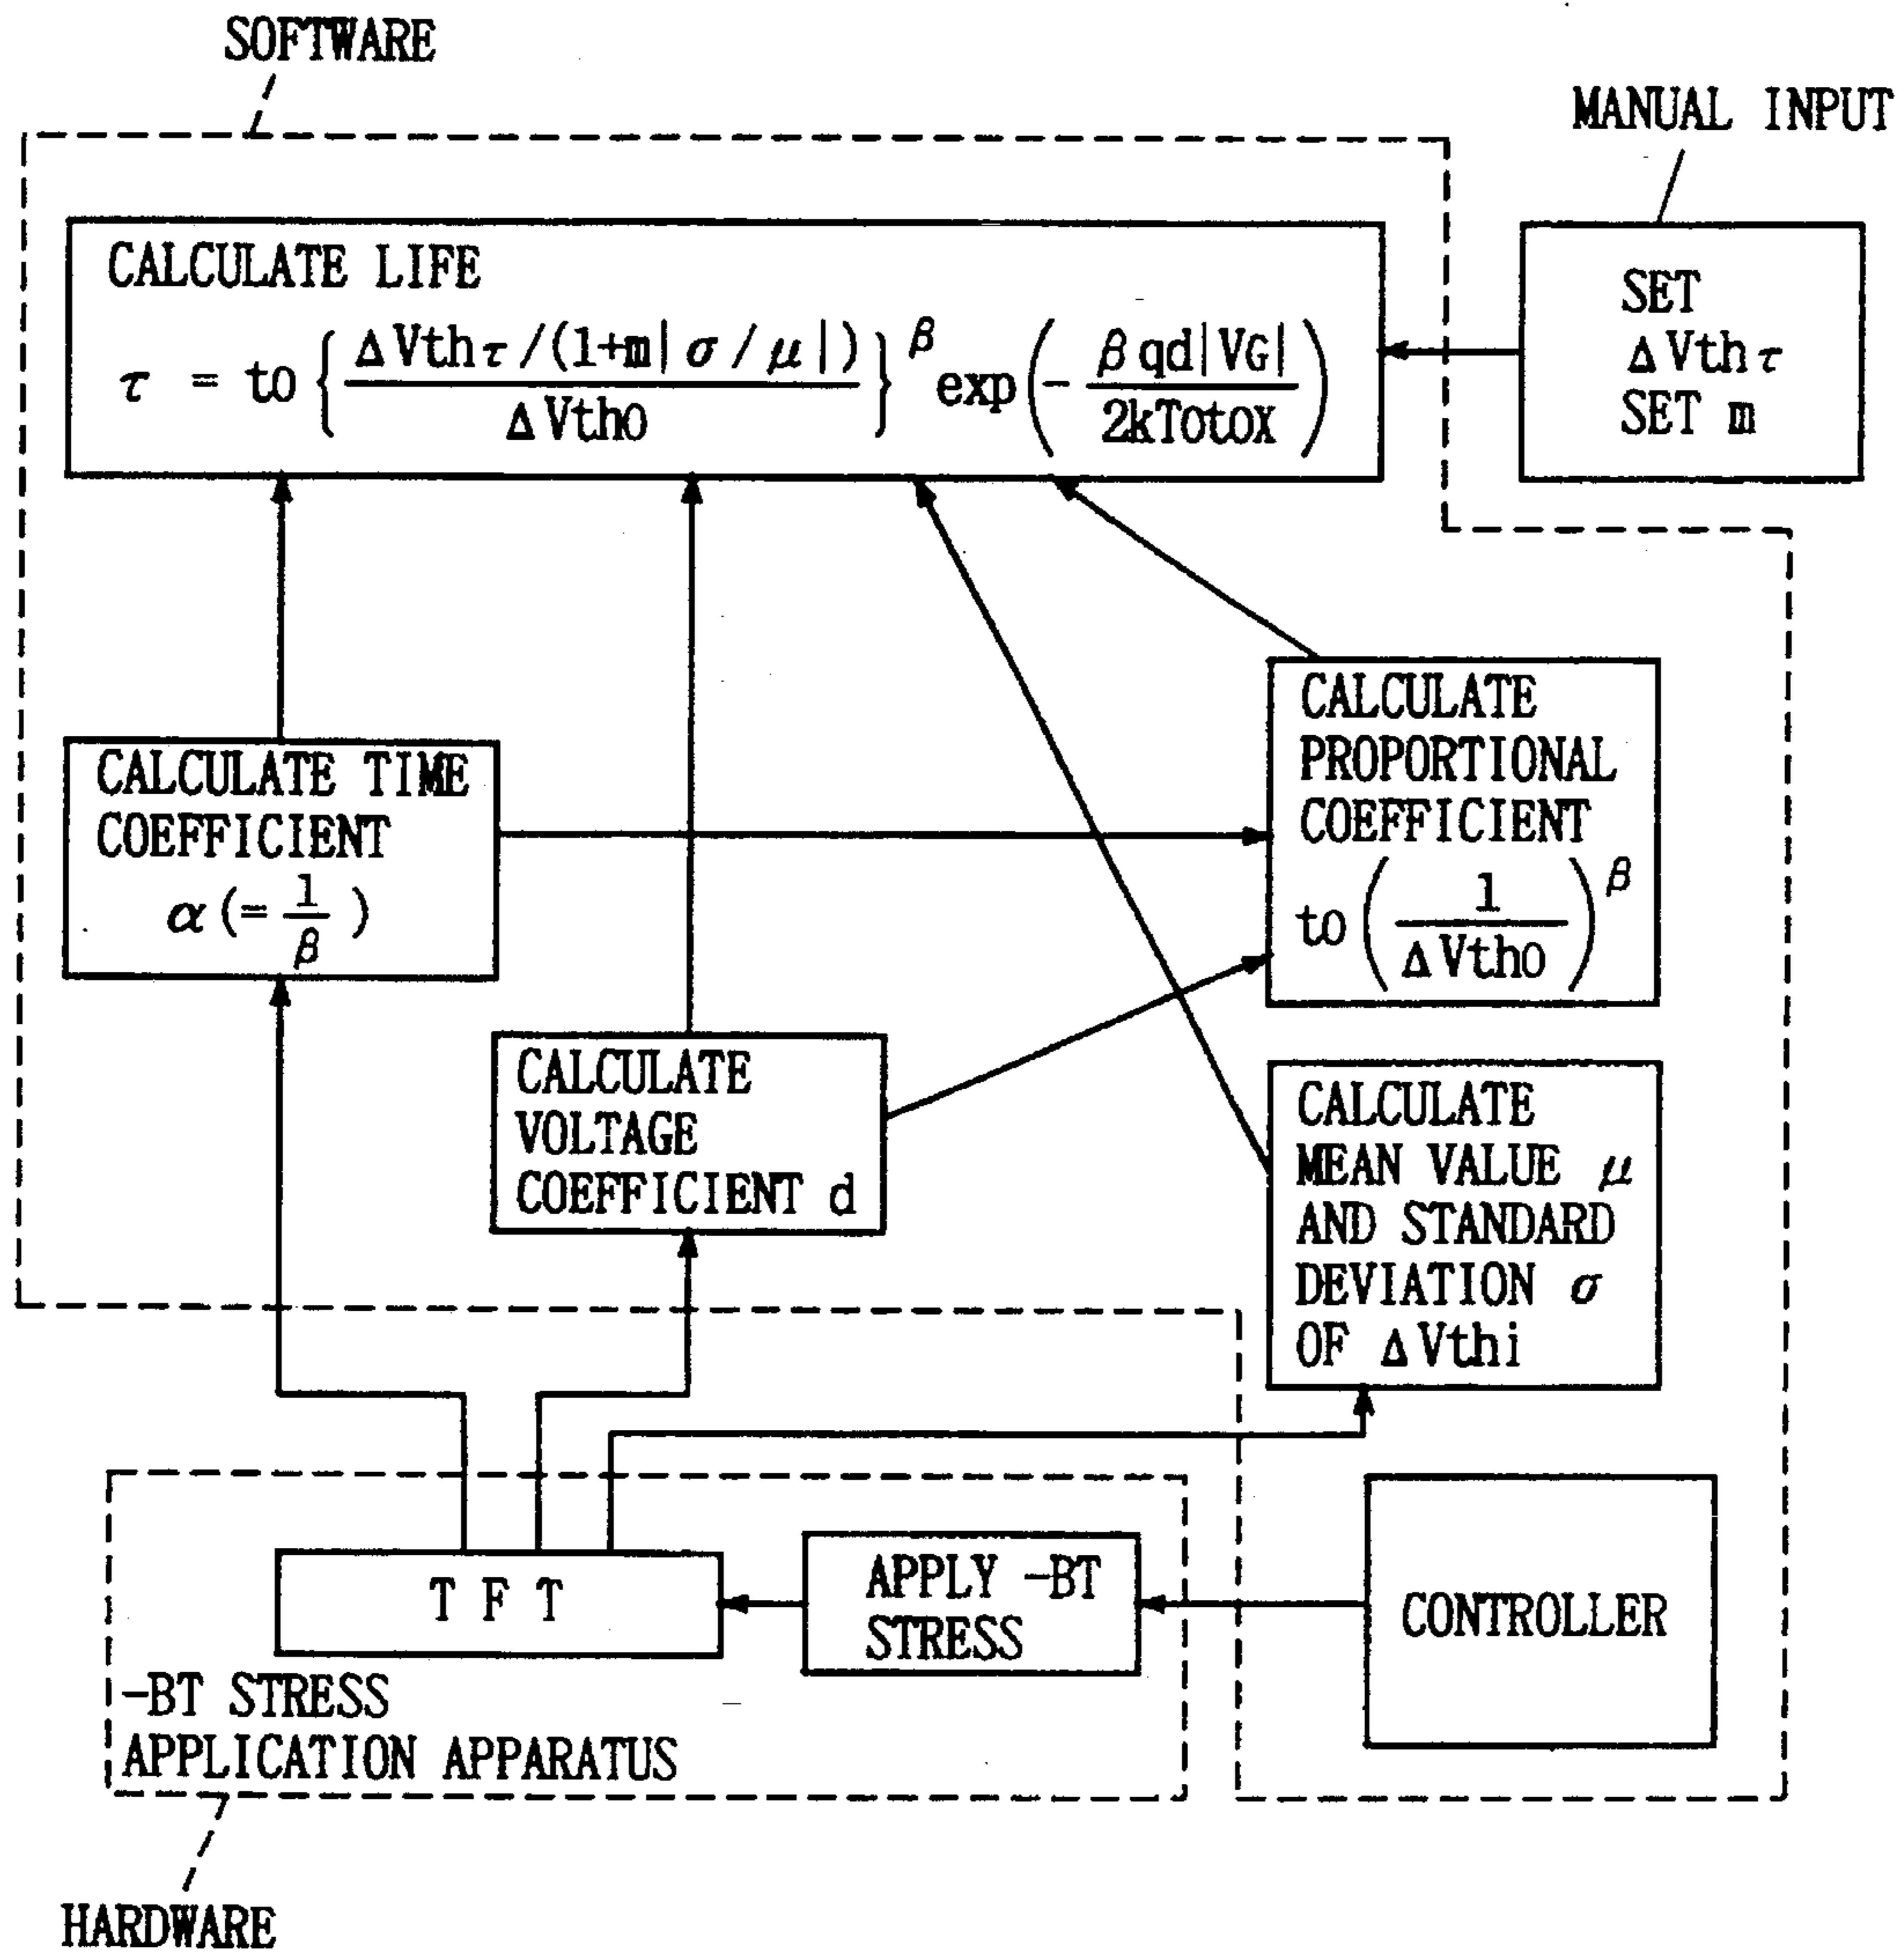 SOFTWARE
MANUAL INPUT
CALCULATE LIFE
τ = to { ΔVthτ/(1+m|σ/μ|) / ΔVtho }^β exp(- βqd|VG| / 2kTotox)
SET
ΔVthτ
SET m
CALCULATE TIME
COEFFICIENT
α(= 1/β )
CALCULATE
PROPORTIONAL
COEFFICIENT
to ( 1 / ΔVtho )^β
CALCULATE
VOLTAGE
COEFFICIENT d
CALCULATE
MEAN VALUE μ
AND STANDARD
DEVIATION σ
OF ΔVthi
T F T
APPLY -BT
STRESS
CONTROLLER
-BT STRESS
APPLICATION APPARATUS
HARDWARE